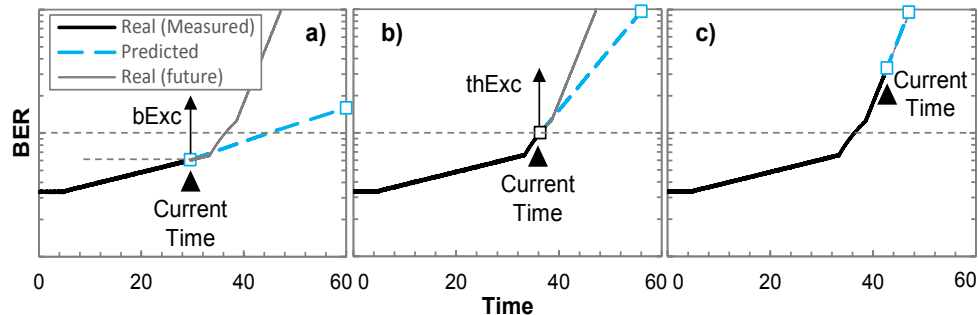 Real (Measured)
Predicted
Real (future)
a)
b)
c)
bExc
thExc
Current
Time
Current
Time
Current
Time
BER
0 20 40 60
0 20 40 60
0 20 40 60
Time